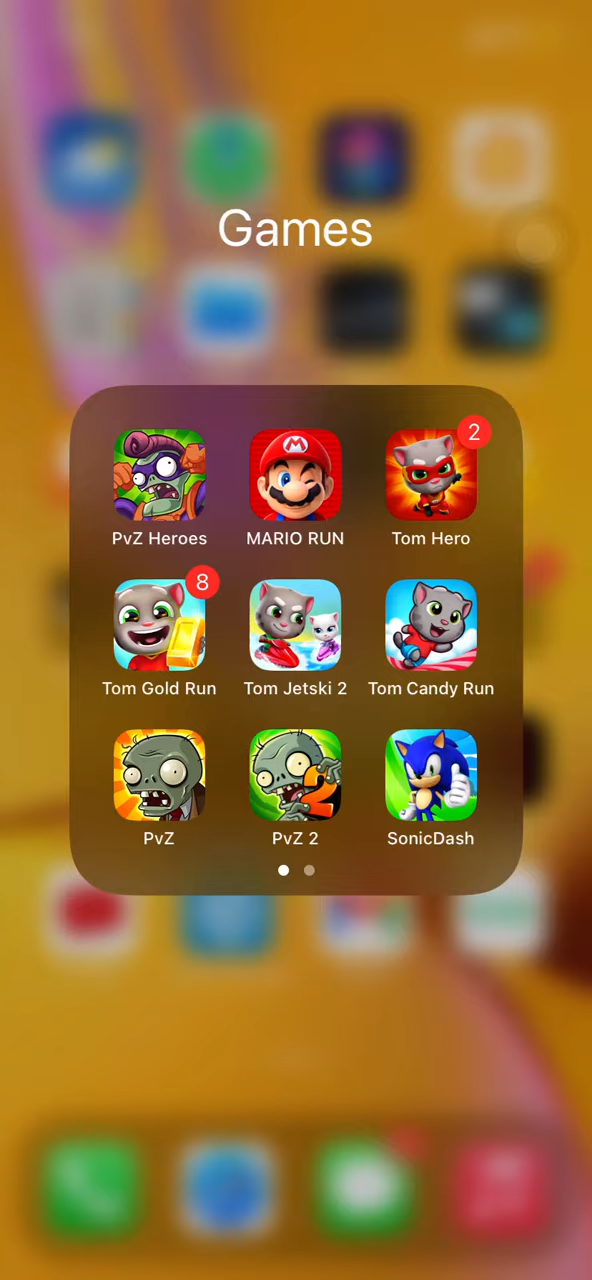 Games
2
PvZ Heroes MARIO RUN Tom Hero
8
Tom Gold Run Tom Jetski 2 Tom Candy Run
PvZ PvZ 2 SonicDash